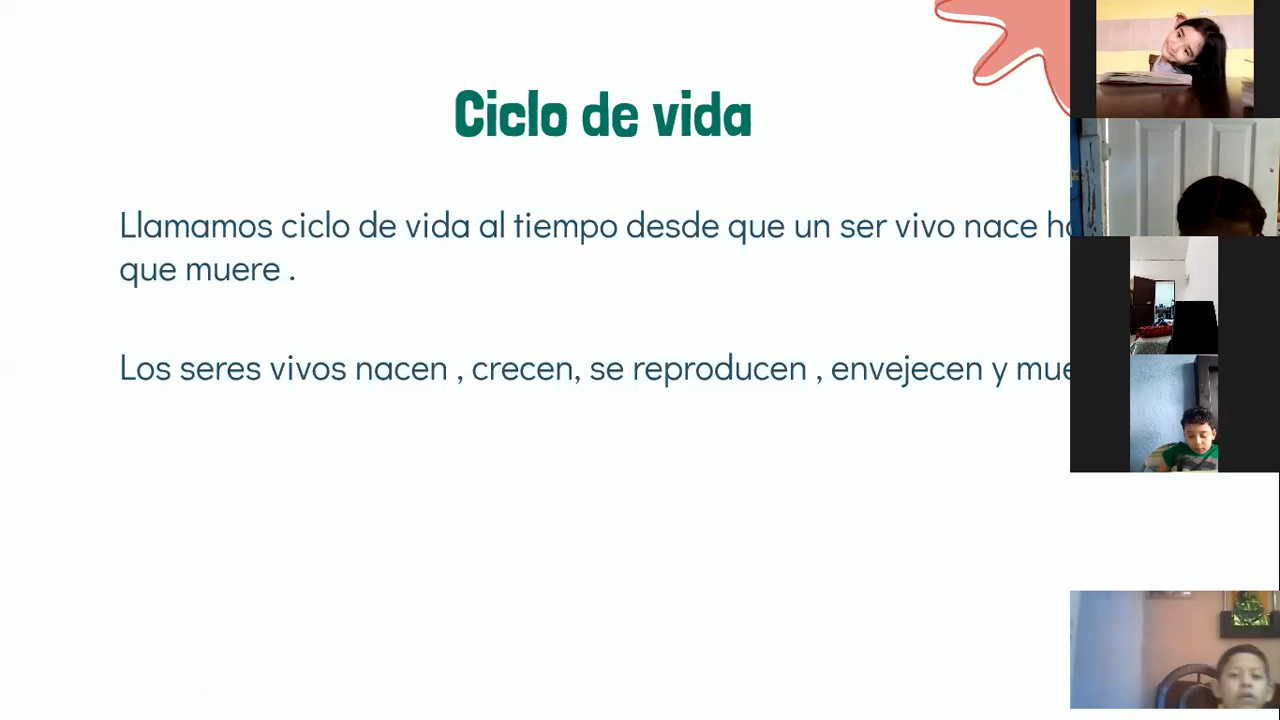 Ciclo de vida
Llamamos ciclo de vida al tiempo desde que un ser vivo nace
que muere .
Los seres vivos nacen , crecen, se reproducen , envejecen y